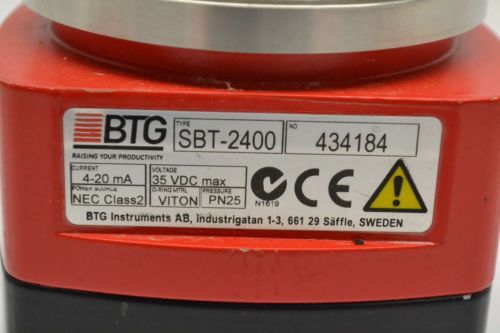 BTG
RAISING YOUR PRODUCTIVITY
TYPE
SBT-2400
NO
434184
CURRENT
4-20 mA
VOLTAGE
35 VDC max
POWER SOURCE
NEC Class2
O-RING MTRL
VITON
PRESSURE
PN25
N1619
CE
BTG Instruments AB, Industrigatan 1-3, 661 29 Säffle, SWEDEN